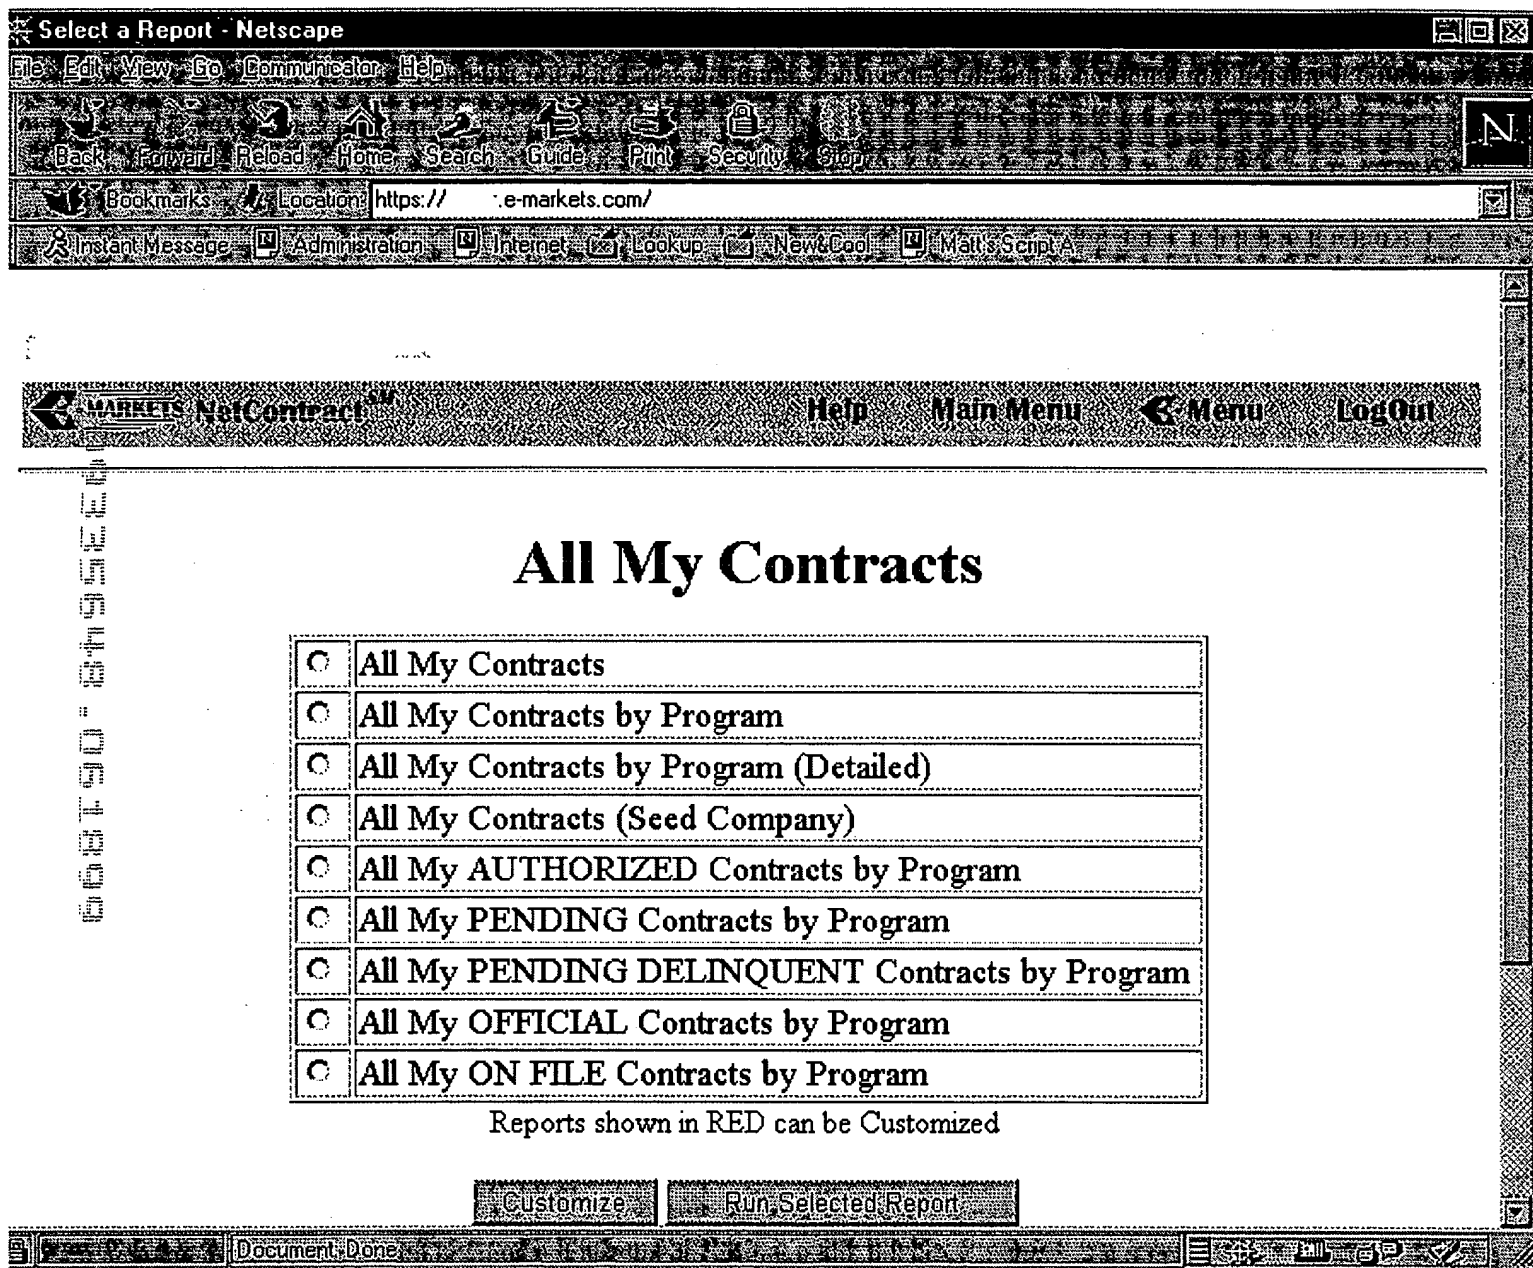 Select a Report - Netscape
File Edit View Go Communicator Help
Back Forward Reload Home Search Guide Print Security Stop
N
Bookmarks Location: https:// .e-markets.com/
Instant Message Administration Internet Lookup New&Cool Matt's Script A
MARKETS NetContract SM Help Main Menu Menu LogOut
All My Contracts
All My Contracts
All My Contracts by Program
All My Contracts by Program (Detailed)
All My Contracts (Seed Company)
All My AUTHORIZED Contracts by Program
All My PENDING Contracts by Program
All My PENDING DELINQUENT Contracts by Program
All My OFFICIAL Contracts by Program
All My ON FILE Contracts by Program
Reports shown in RED can be Customized
Customize Run Selected Report
Document: Done